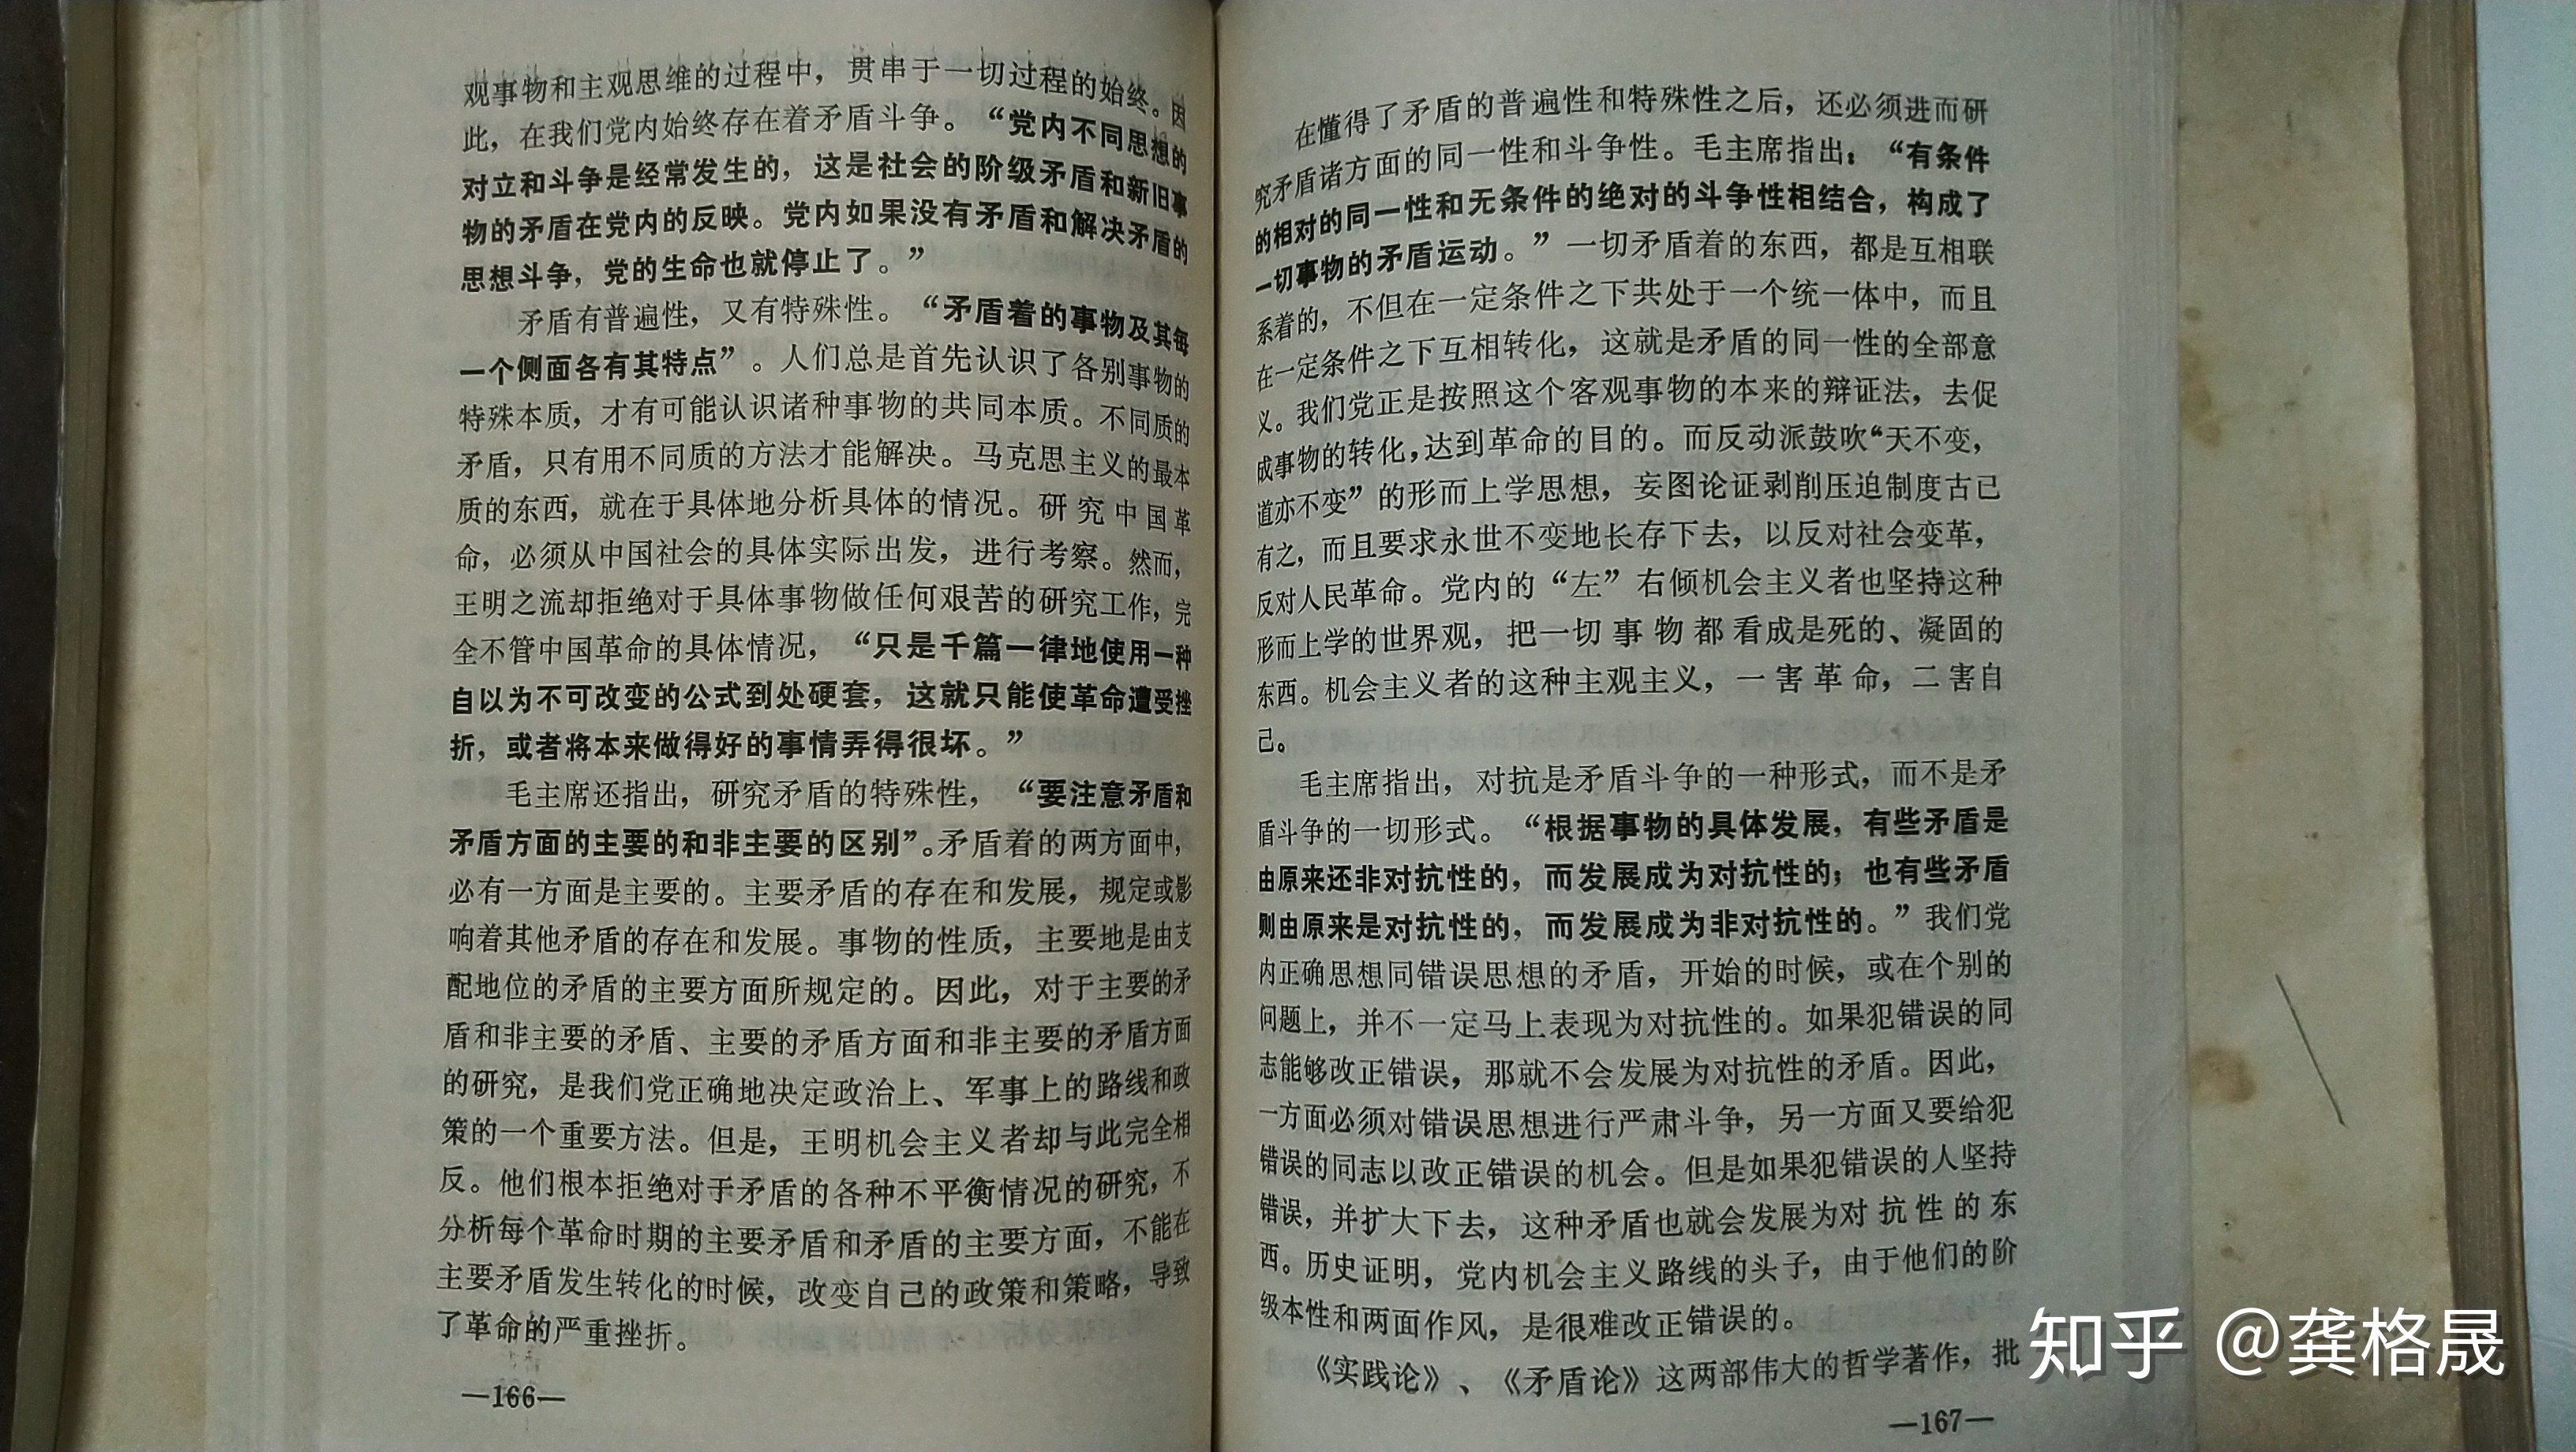 观事物和主观思维的过程中，贯串于一切过程的始终。因
此，在我们党内始终存在着矛盾斗争。“党内不同思想的
对立和斗争是经常发生的，这是社会的阶级矛盾和新旧事
物的矛盾在党内的反映。党内如果没有矛盾和解决矛盾的
思想斗争，党的生命也就停止了。”
矛盾有普遍性，又有特殊性。“矛盾着的事物及其每
一个侧面各有其特点”。人们总是首先认识了各别事物的
特殊本质，才有可能认识诸种事物的共同本质。不同质的
矛盾，只有用不同质的方法才能解决。马克思主义的最本
质的东西，就在于具体地分析具体的情况。研究中国革
命，必须从中国社会的具体实际出发，进行考察。然而，
王明之流却拒绝对于具体事物做任何艰苦的研究工作，完
全不管中国革命的具体情况，“只是千篇一律地使用一种
自以为不可改变的公式到处硬套，这就只能使革命遭受挫
折，或者将本来做得好的事情弄得很坏。”
毛主席还指出，研究矛盾的特殊性，“要注意矛盾和
矛盾方面的主要的和非主要的区别”。矛盾着的两方面中，
必有一方面是主要的。主要矛盾的存在和发展，规定或影
响着其他矛盾的存在和发展。事物的性质，主要地是由支
配地位的矛盾的主要方面所规定的。因此，对于主要的矛
盾和非主要的矛盾、主要的矛盾方面和非主要的矛盾方面
的研究，是我们党正确地决定政治上、军事上的路线和政
策的一个重要方法。但是，王明机会主义者却与此完全相
反。他们根本拒绝对于矛盾的各种不平衡情况的研究，不
分析每个革命时期的主要矛盾和矛盾的主要方面，不能在
主要矛盾发生转化的时候，改变自己的政策和策略，导致
了革命的严重挫折。
—166—
在懂得了矛盾的普遍性和特殊性之后，还必须进而研
究矛盾诸方面的同一性和斗争性。毛主席指出：“有条件
的相对的同一性和无条件的绝对的斗争性相结合，构成了
一切事物的矛盾运动。”一切矛盾着的东西，都是互相联
系着的，不但在一定条件之下共处于一个统一体中，而且
在一定条件之下互相转化，这就是矛盾的同一性的全部意
义。我们党正是按照这个客观事物的本来的辩证法，去促
成事物的转化，达到革命的目的。而反动派鼓吹“天不变，
道亦不变”的形而上学思想，妄图论证剥削压迫制度古已
有之，而且要求永世不变地长存下去，以反对社会变革，
反对人民革命。党内的“左”右倾机会主义者也坚持这种
形而上学的世界观，把一切事物都看成是死的、凝固的
东西。机会主义者的这种主观主义，一害革命，二害自
己。
毛主席指出，对抗是矛盾斗争的一种形式，而不是矛
盾斗争的一切形式。“根据事物的具体发展，有些矛盾是
由原来还非对抗性的，而发展成为对抗性的；也有些矛盾
则由原来是对抗性的，而发展成为非对抗性的。”我们党
内正确思想同错误思想的矛盾，开始的时候，或在个别的
问题上，并不一定马上表现为对抗性的。如果犯错误的同
志能够改正错误，那就不会发展为对抗性的矛盾。因此，
一方面必须对错误思想进行严肃斗争，另一方面又要给犯
错误的同志以改正错误的机会。但是如果犯错误的人坚持
错误，并扩大下去，这种矛盾也就会发展为对抗性的东
西。历史证明，党内机会主义路线的头子，由于他们的阶
级本性和两面作风，是很难改正错误的。
《实践论》、《矛盾论》这两部伟大的哲学著作，批
—167—
知乎 @龚格晟